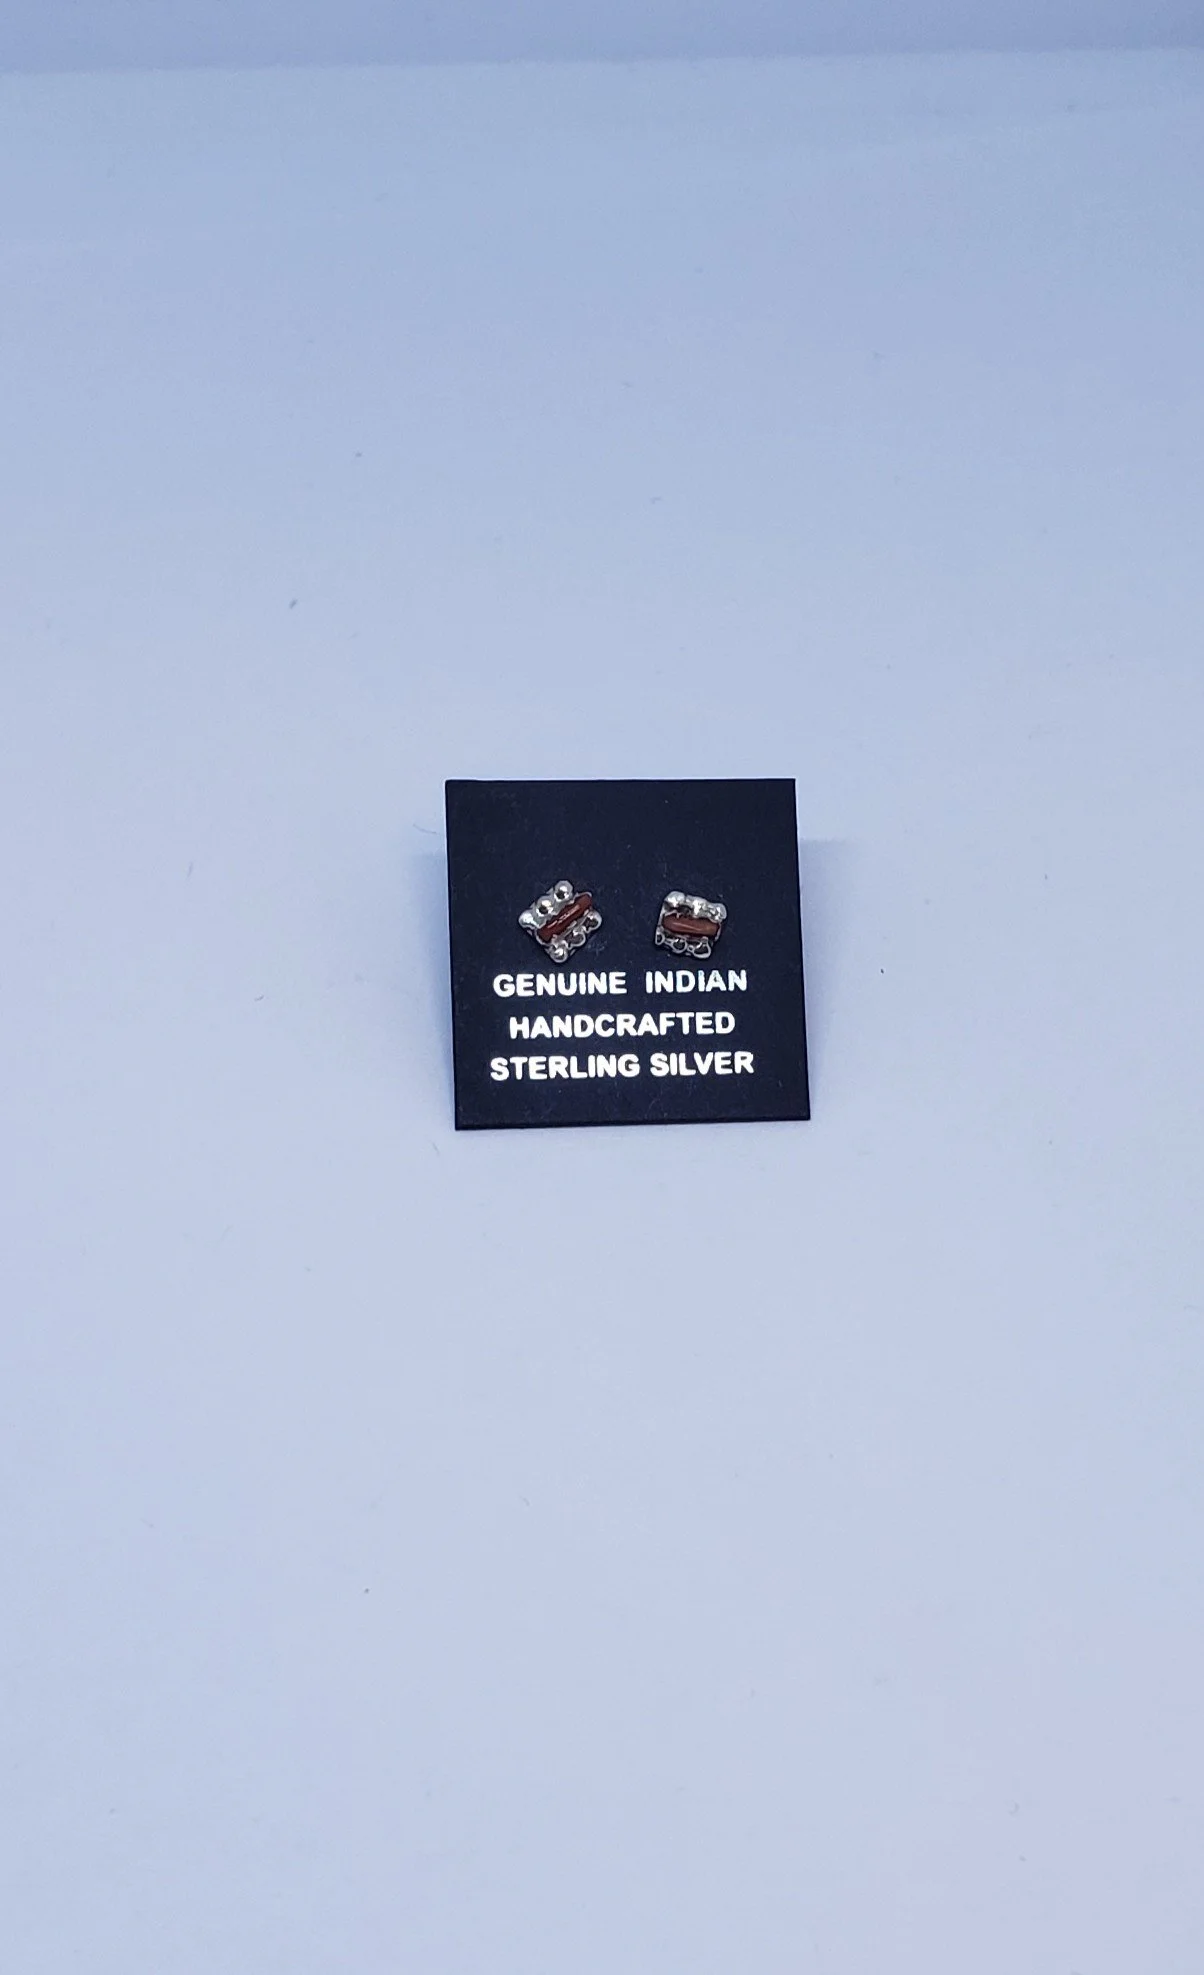 GENUINE INDIAN
HANDCRAFTED
STERLING SILVER